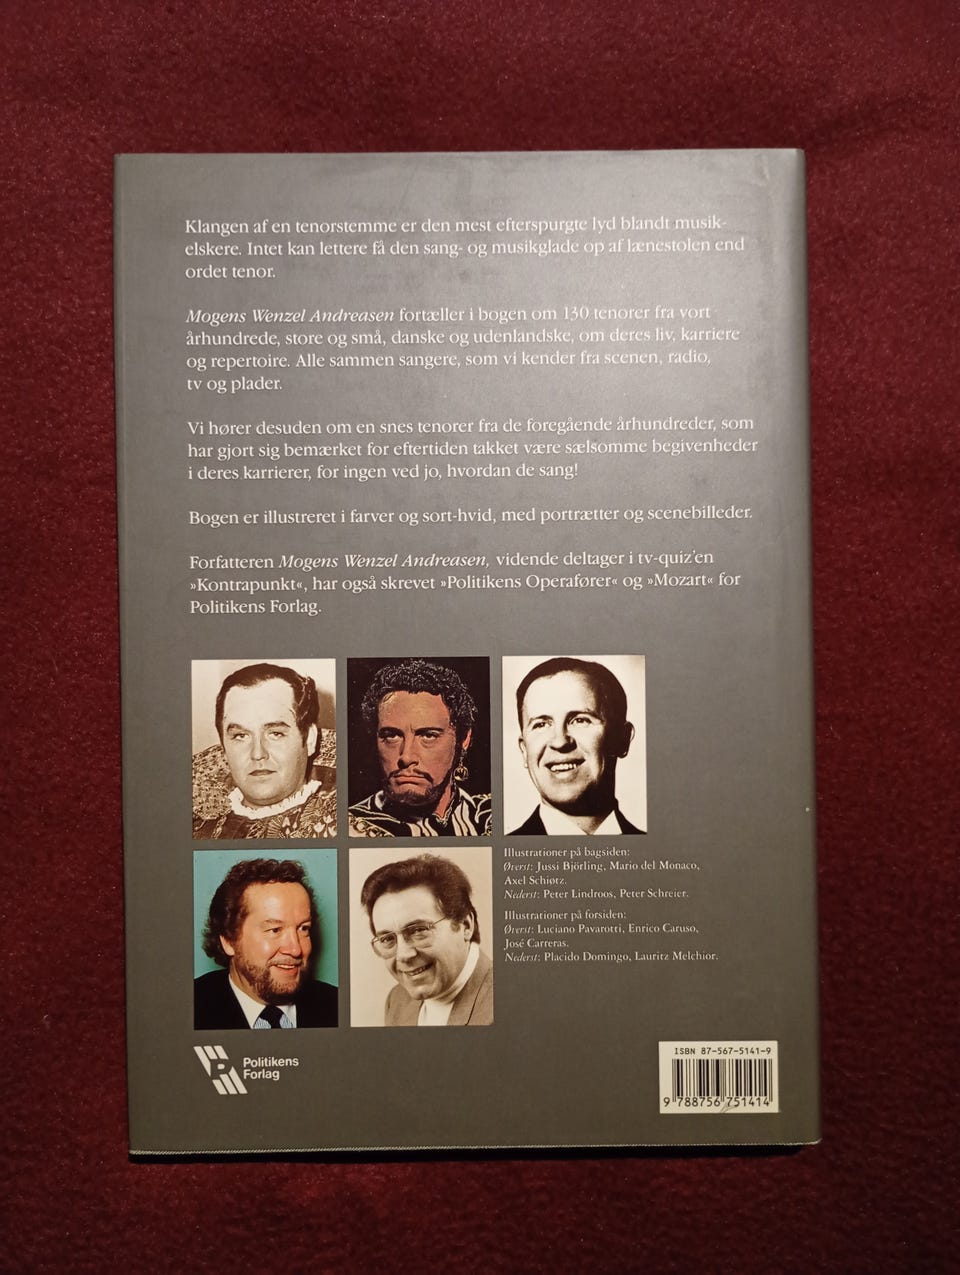 Klangen af en tenorstemme er den mest efterspurgte lyd blandt musik-
elskere. Intet kan lettere få den sang- og musikglade op af lænestolen end
ordet tenor.
Mogens Wenzel Andreasen fortæller i bogen om 130 tenorer fra vort
århundrede, store og små, danske og udenlandske, om deres liv, karriere
og repertoire. Alle sammen sangere, som vi kender fra scenen, radio,
tv og plader.
Vi hører desuden om en snes tenorer fra de foregående århundreder, som
har gjort sig bemærket for eftertiden takket være sælsomme begivenheder
i deres karrierer, for ingen ved jo, hvordan de sang!
Bogen er illustreret i farver og sort-hvid, med portrætter og scenebilleder.
Forfatteren Mogens Wenzel Andreasen, vidende deltager i tv-quiz'en
»Kontrapunkt«, har også skrevet »Politikens Operafører« og »Mozart« for
Politikens Forlag.
Illustrationer på bagsiden:
Øverst: Jussi Björling, Mario del Monaco,
Axel Schiøtz.
Nederst: Peter Lindroos, Peter Schreier.
Illustrationer på forsiden:
Øverst: Luciano Pavarotti, Enrico Caruso,
José Carreras.
Nederst: Placido Domingo, Lauritz Melchior.
Politikens
Forlag
ISBN 87-567-5141-9
9 788756 751414